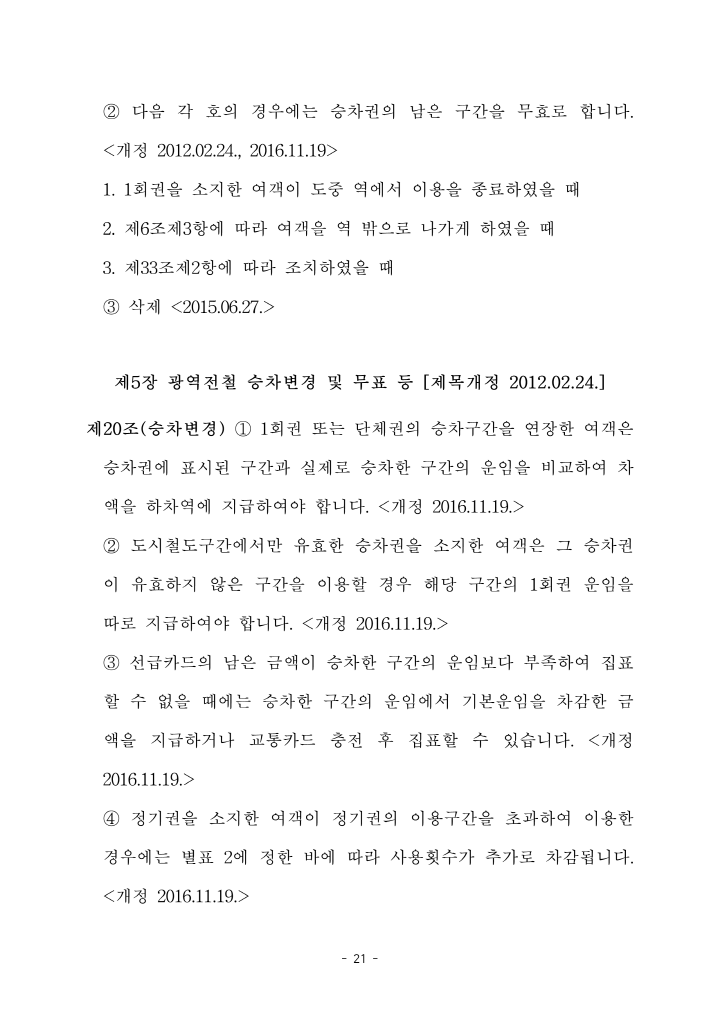 ② 다음 각 호의 경우에는 승차권의 남은 구간을 무효로 합니다.
<개정 2012.02.24., 2016.11.19>
1. 1회권을 소지한 여객이 도중 역에서 이용을 종료하였을 때
2. 제6조제3항에 따라 여객을 역 밖으로 나가게 하였을 때
3. 제33조제2항에 따라 조치하였을 때
③ 삭제 <2015.06.27.>
제5장 광역전철 승차변경 및 무표 등 [제목개정 2012.02.24.]
제20조(승차변경) ① 1회권 또는 단체권의 승차구간을 연장한 여객은
승차권에 표시된 구간과 실제로 승차한 구간의 운임을 비교하여 차
액을 하차역에 지급하여야 합니다. <개정 2016.11.19.>
② 도시철도구간에서만 유효한 승차권을 소지한 여객은 그 승차권
이 유효하지 않은 구간을 이용할 경우 해당 구간의 1회권 운임을
따로 지급하여야 합니다. <개정 2016.11.19.>
③ 선급카드의 남은 금액이 승차한 구간의 운임보다 부족하여 집표
할 수 없을 때에는 승차한 구간의 운임에서 기본운임을 차감한 금
액을 지급하거나 교통카드 충전 후 집표할 수 있습니다. <개정
2016.11.19.>
④ 정기권을 소지한 여객이 정기권의 이용구간을 초과하여 이용한
경우에는 별표 2에 정한 바에 따라 사용횟수가 추가로 차감됩니다.
<개정 2016.11.19.>
- 21 -